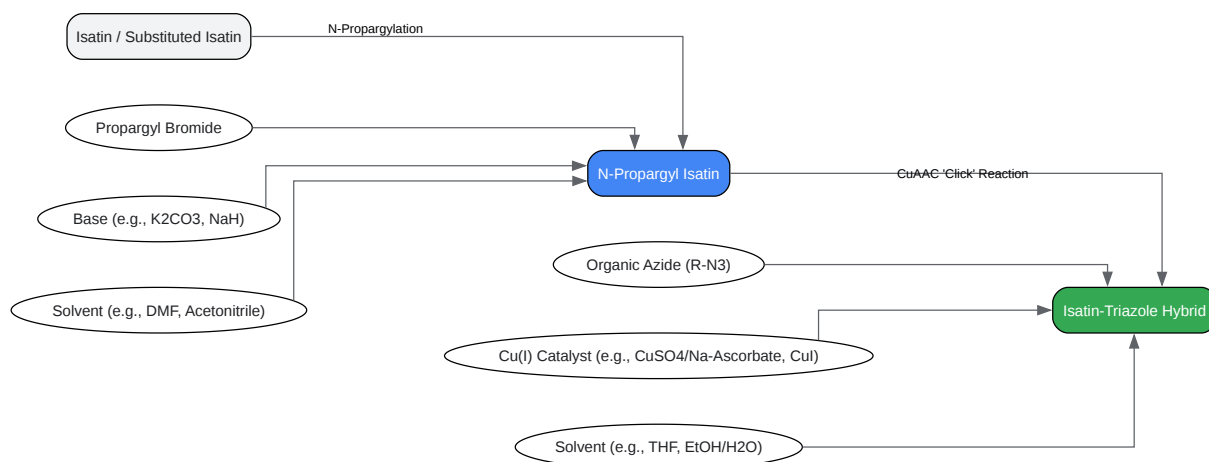 Isatin / Substituted Isatin
N-Propargylation
Propargyl Bromide
N-Propargyl Isatin
CuAAC 'Click' Reaction
Base (e.g., K2CO3, NaH)
Organic Azide (R-N3)
Solvent (e.g., DMF, Acetonitrile)
Isatin-Triazole Hybrid
Cu(I) Catalyst (e.g., CuSO4/Na-Ascorbate, CuI)
Solvent (e.g., THF, EtOH/H2O)